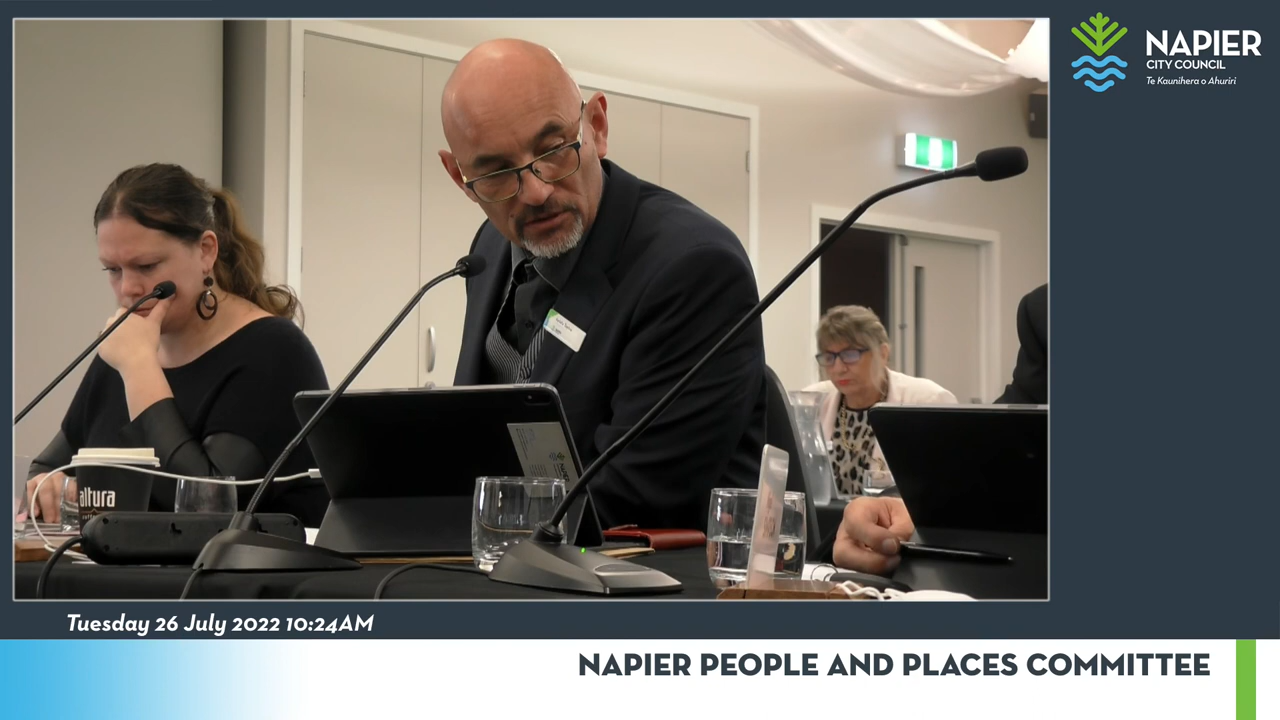 NAPIER
CITY COUNCIL
Te Kaunihera o Ahuriri
altura
Tuesday 26 July 2022 10:24AM
NAPIER PEOPLE AND PLACES COMMITTEE